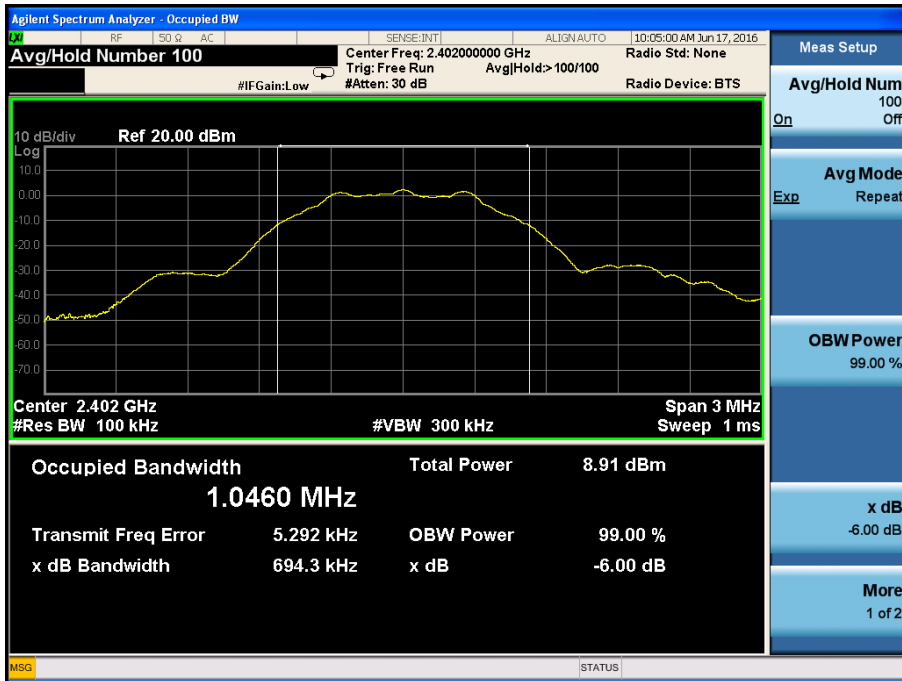 Agilent Spectrum Analyzer - Occupied BW
LXI RF 50 Ω AC SENSE:INT ALIGN AUTO 10:05:00 AM Jun 17, 2016
Avg/Hold Number 100
Center Freq: 2.402000000 GHz
Radio Std: None
Trig: Free Run Avg|Hold:> 100/100
#IFGain:Low
#Atten: 30 dB
Radio Device: BTS
10 dB/div Ref 20.00 dBm
Log
10.0
0.00
-10.0
-20.0
-30.0
-40.0
-50.0
-60.0
-70.0
Center 2.402 GHz
Span 3 MHz
#Res BW 100 kHz
#VBW 300 kHz
Sweep 1 ms
Occupied Bandwidth
1.0460 MHz
Total Power 8.91 dBm
Transmit Freq Error 5.292 kHz
OBW Power 99.00 %
x dB Bandwidth 694.3 kHz
x dB -6.00 dB
Meas Setup
Avg/Hold Num
100
On Off
Avg Mode
Exp Repeat
OBW Power
99.00 %
x dB
-6.00 dB
More
1 of 2
MSG
STATUS